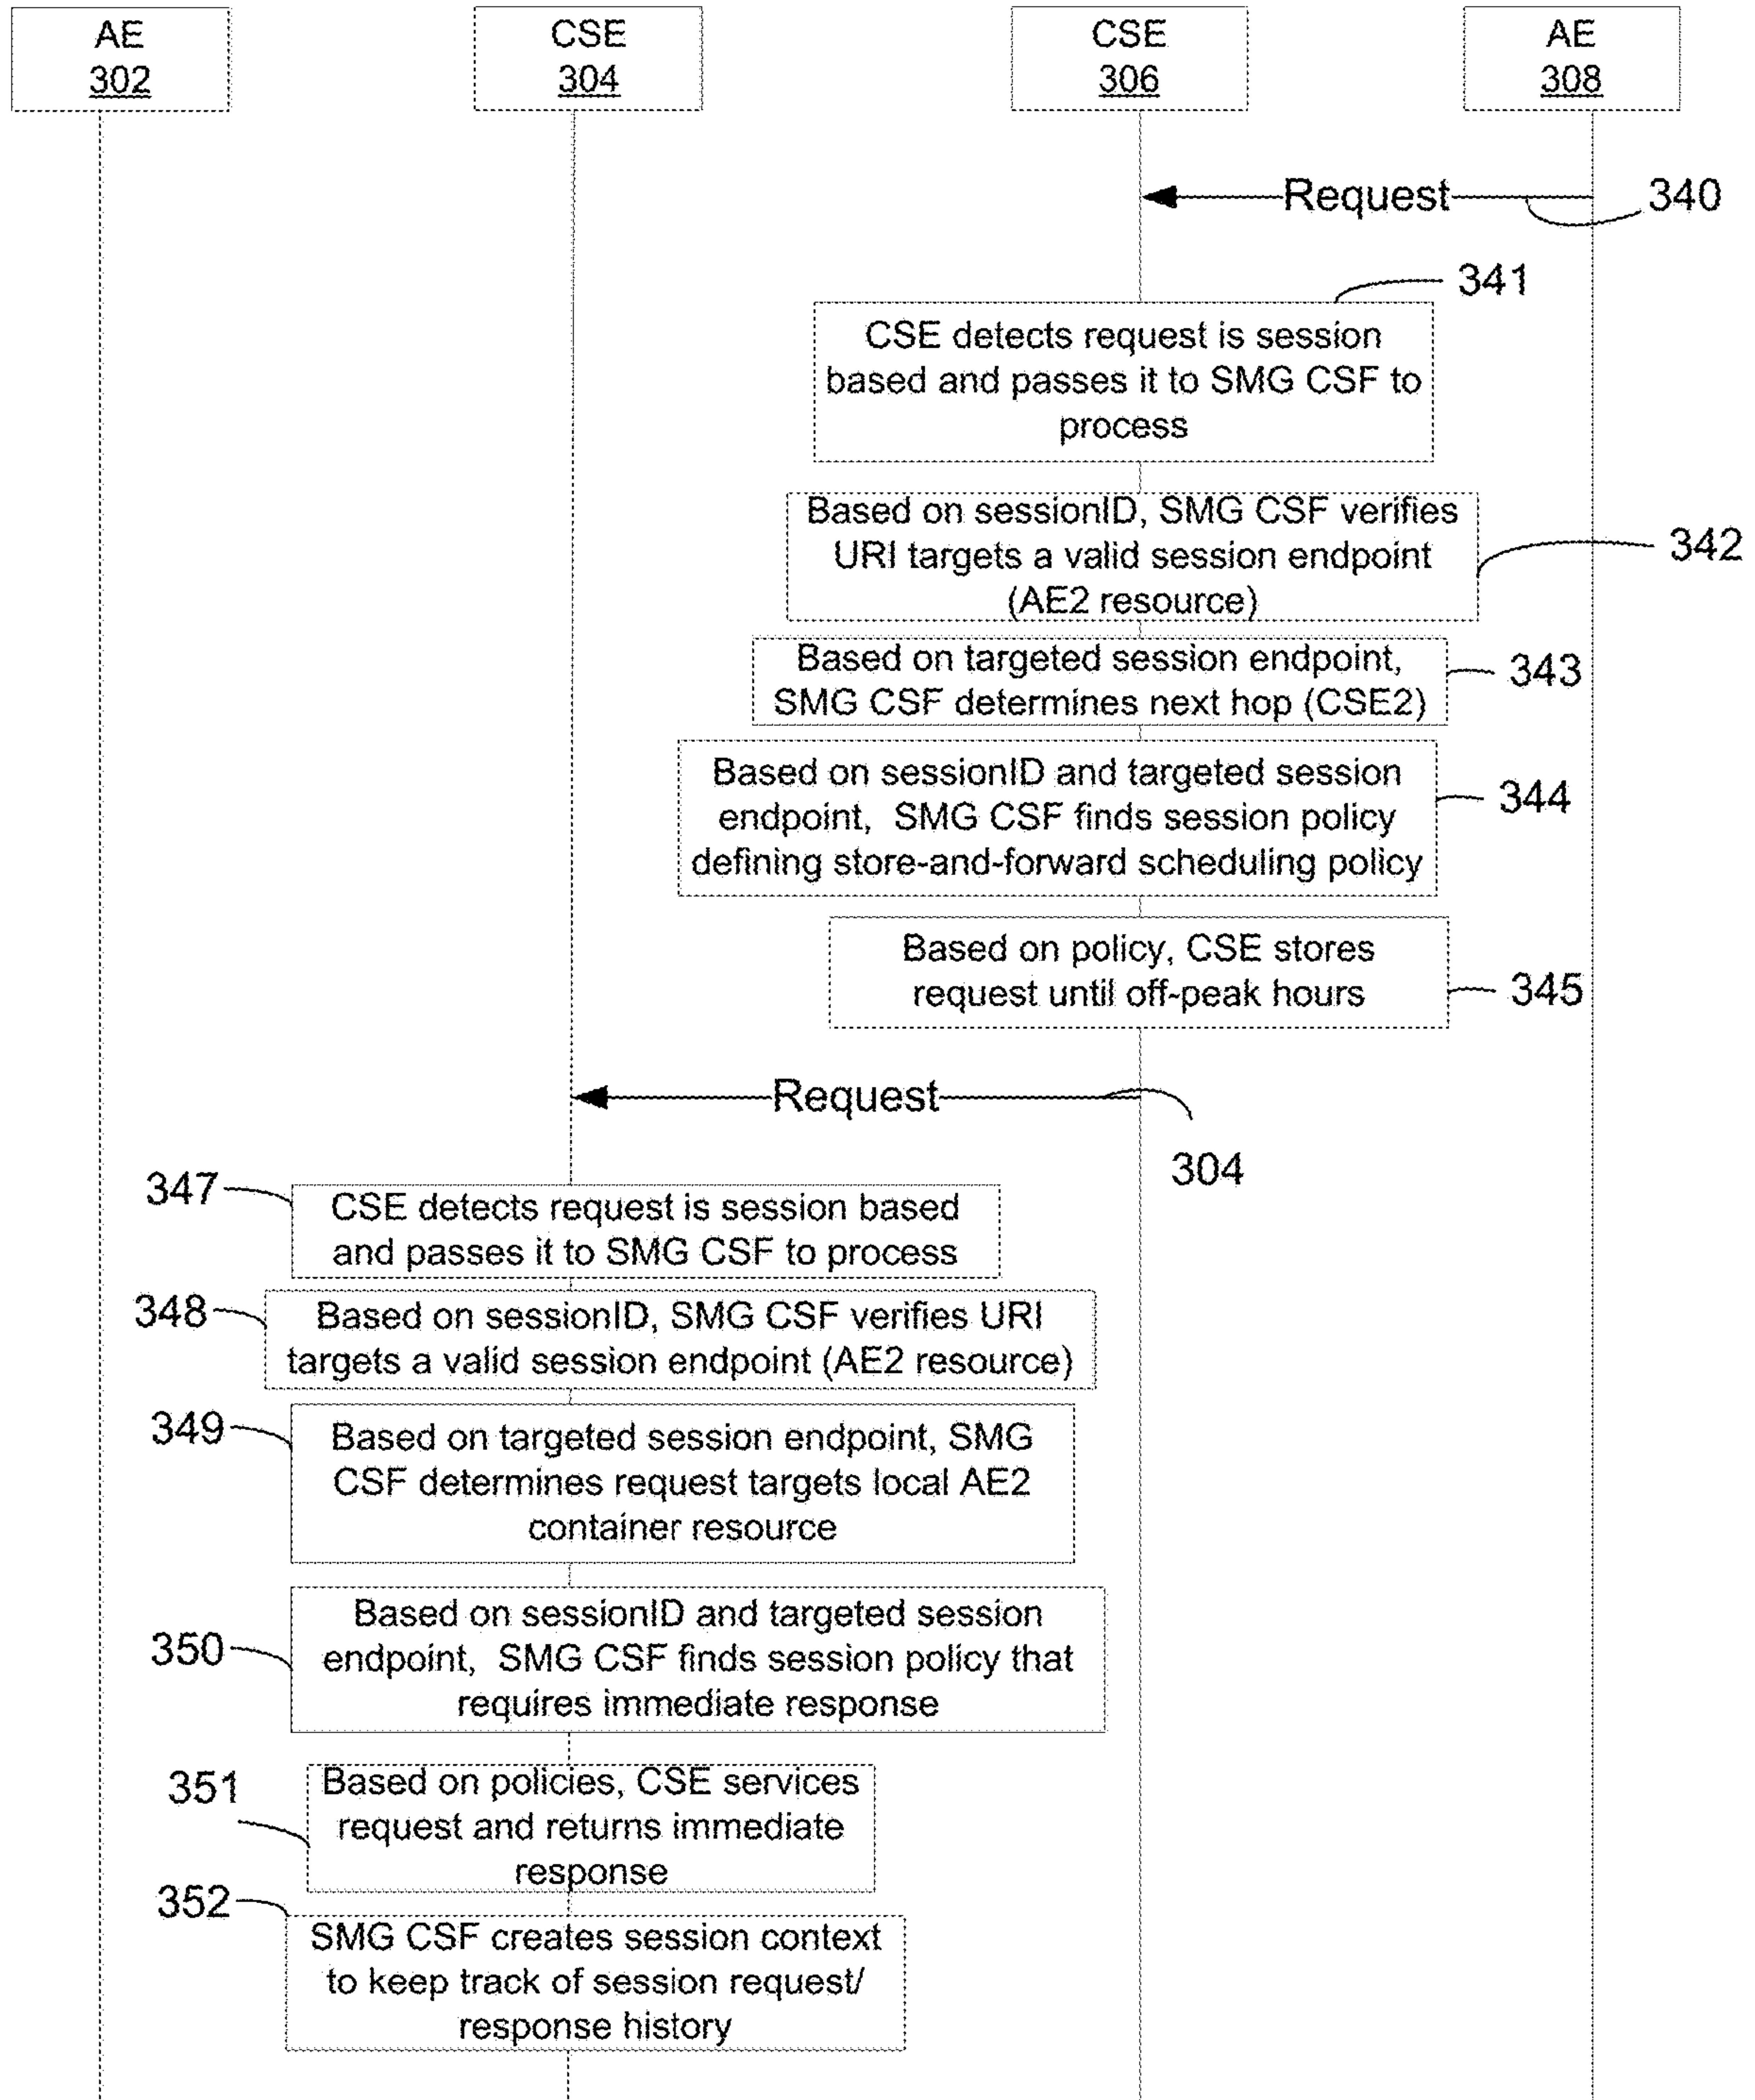 AE
302
CSE
304
CSE
306
AE
308
Request
340
341
CSE detects request is session
based and passes it to SMG CSF to
process
Based on sessionID, SMG CSF verifies
URI targets a valid session endpoint
(AE2 resource)
342
Based on targeted session endpoint,
SMG CSF determines next hop (CSE2)
343
Based on sessionID and targeted session
endpoint, SMG CSF finds session policy
defining store-and-forward scheduling policy
344
Based on policy, CSE stores
request until off-peak hours
345
Request
304
347
CSE detects request is session based
and passes it to SMG CSF to process
348
Based on sessionID, SMG CSF verifies URI
targets a valid session endpoint (AE2 resource)
349
Based on targeted session endpoint, SMG
CSF determines request targets local AE2
container resource
350
Based on sessionID and targeted session
endpoint, SMG CSF finds session policy that
requires immediate response
351
Based on policies, CSE services
request and returns immediate
response
352
SMG CSF creates session context
to keep track of session request/
response history